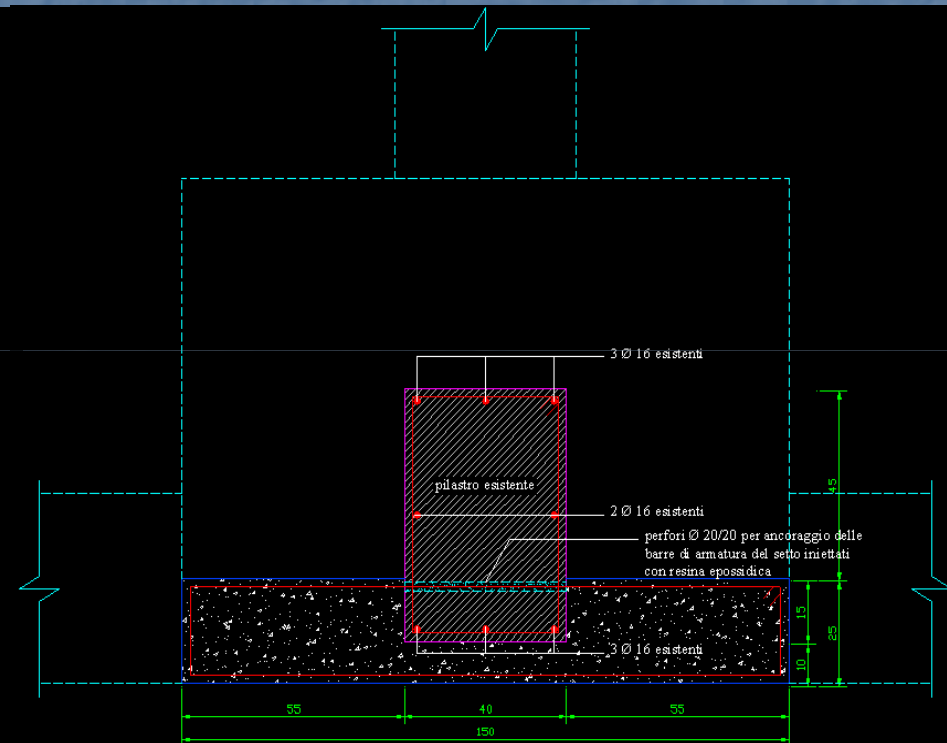 3 Ø 16 esistenti
pilastro esistente
45
2 Ø 16 esistenti
perfori Ø 20/20 per ancoraggio delle
barre di armatura del setto iniettati
con resina epossidica
15
25
3 Ø 16 esistenti
10
55
40
55
150